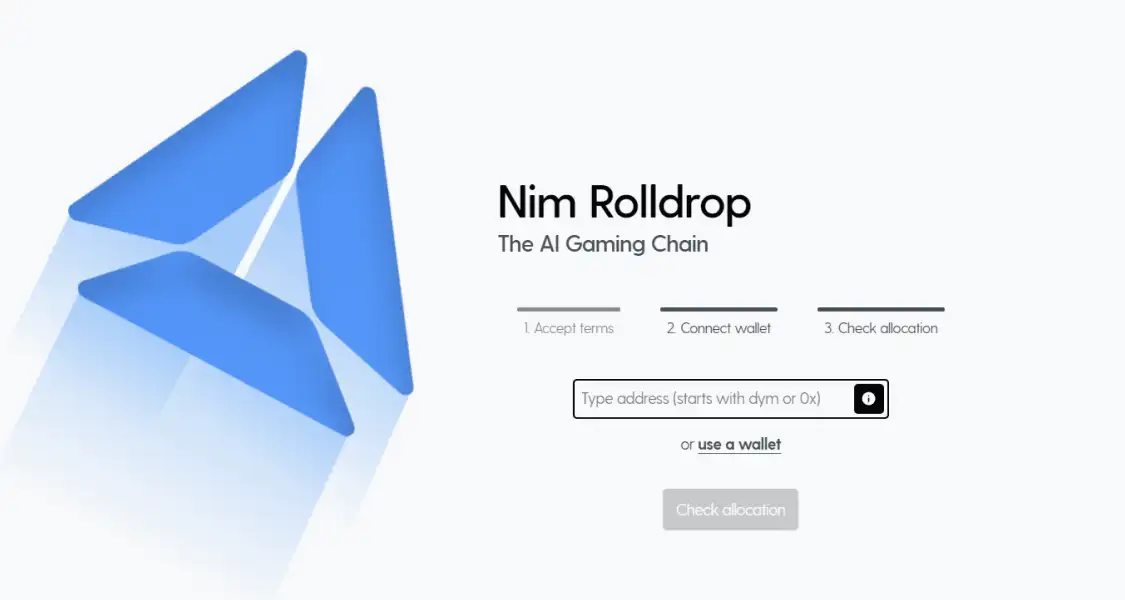 Nim Rolldrop
The AI Gaming Chain
1. Accept terms
2. Connect wallet
3. Check allocation
Type address (starts with dym or 0x)
or use a wallet
Check allocation